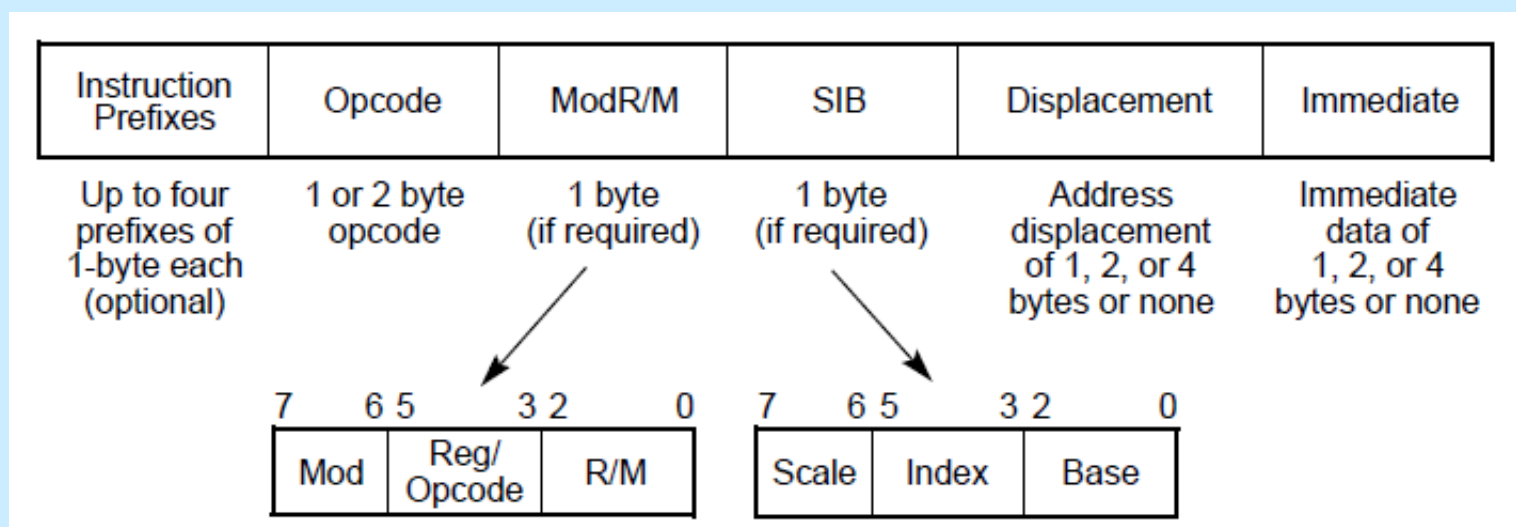 Instruction
Prefixes
Opcode
ModR/M
SIB
Displacement
Immediate
Up to four
prefixes of
1-byte each
(optional)
1 or 2 byte
opcode
1 byte
(if required)
1 byte
(if required)
Address
displacement
of 1, 2, or 4
bytes or none
Immediate
data of
1, 2, or 4
bytes or none
7 6 5 3 2 0
Mod
Reg/
Opcode
R/M
7 6 5 3 2 0
Scale
Index
Base